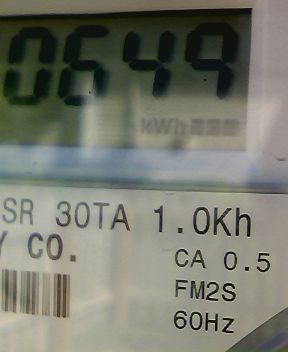 0649
kWh
SR 30TA 1.0Kh
Y CO.
CA 0.5
FM2S
60Hz